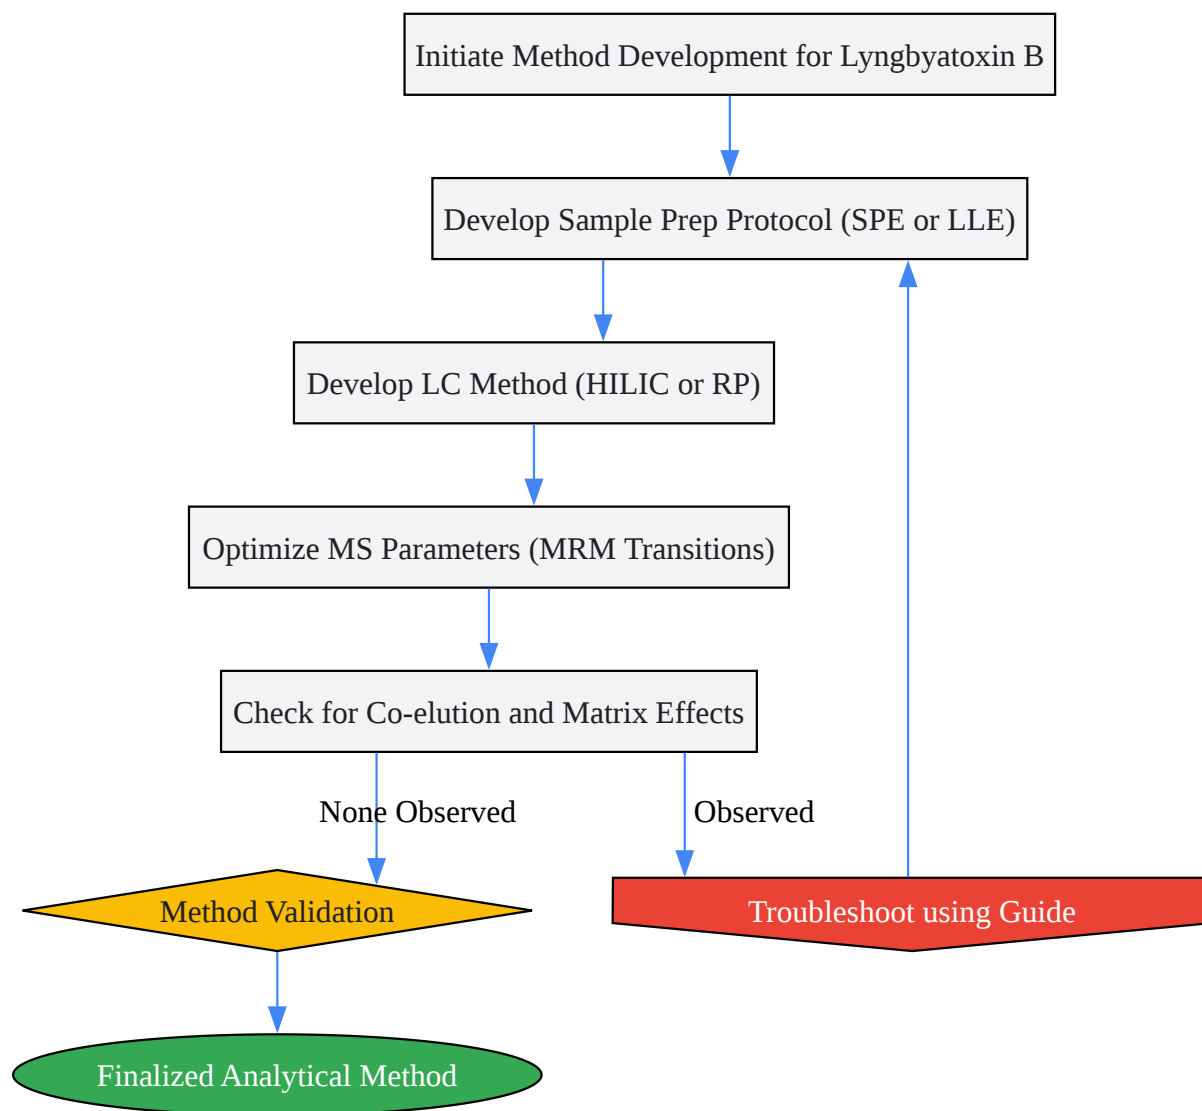 Initiate Method Development for Lyngbyatoxin B
Develop Sample Prep Protocol (SPE or LLE)
Develop LC Method (HILIC or RP)
Optimize MS Parameters (MRM Transitions)
Check for Co-elution and Matrix Effects
None Observed
Observed
Method Validation
Troubleshoot using Guide
Finalized Analytical Method